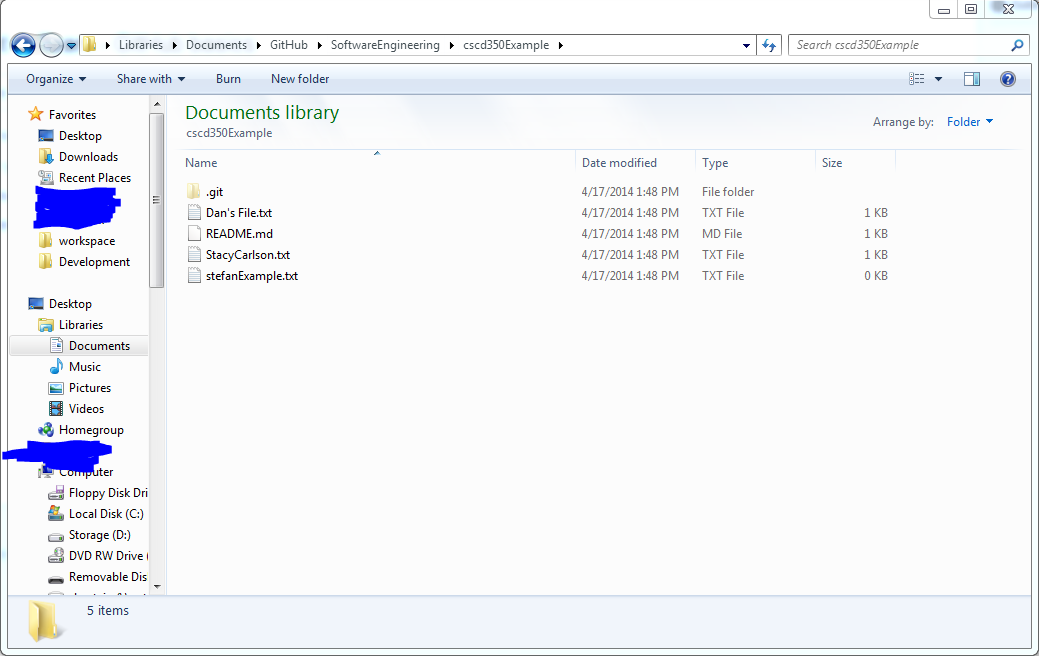 Libraries Documents GitHub SoftwareEngineering cscd350Example Search cscd350Example
Organize Share with Burn New folder
Documents library
cscd350Example
Arrange by: Folder
Name Date modified Type Size
.git 4/17/2014 1:48 PM File folder
Dan's File.txt 4/17/2014 1:48 PM TXT File 1 KB
README.md 4/17/2014 1:48 PM MD File 1 KB
StacyCarlson.txt 4/17/2014 1:48 PM TXT File 1 KB
stefanExample.txt 4/17/2014 1:48 PM TXT File 0 KB
Favorites
Desktop
Downloads
Recent Places
workspace
Development
Desktop
Libraries
Documents
Music
Pictures
Videos
Homegroup
Computer
Floppy Disk Dri
Local Disk (C:)
Storage (D:)
DVD RW Drive (
Removable Dis
5 items